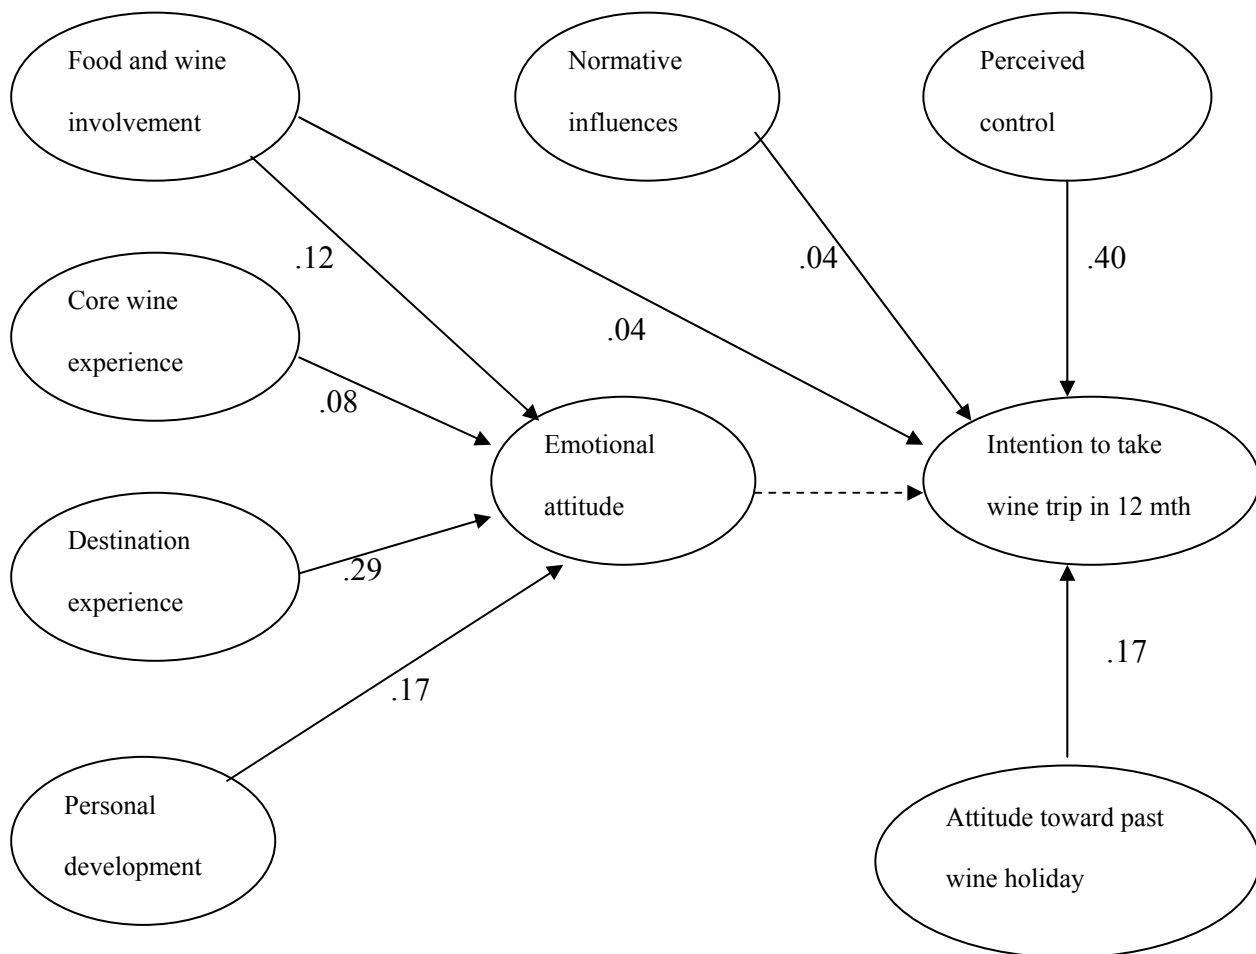 Food and wine
involvement
Normative
influences
Perceived
control
.12
.04
.40
Core wine
experience
.04
.08
Emotional
attitude
Intention to take
wine trip in 12 mth
Destination
experience
.29
.17
.17
Personal
development
Attitude toward past
wine holiday